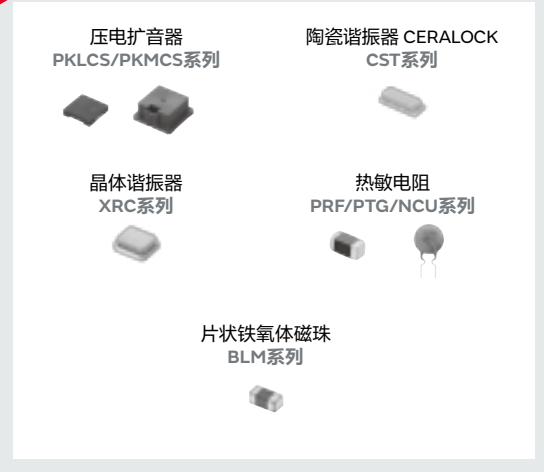 压电扩音器
PKLCS/PKMCS系列
陶瓷谐振器 CERALOCK
CST系列
晶体谐振器
XRC系列
热敏电阻
PRF/PTG/NCU系列
片状铁氧体磁珠
BLM系列